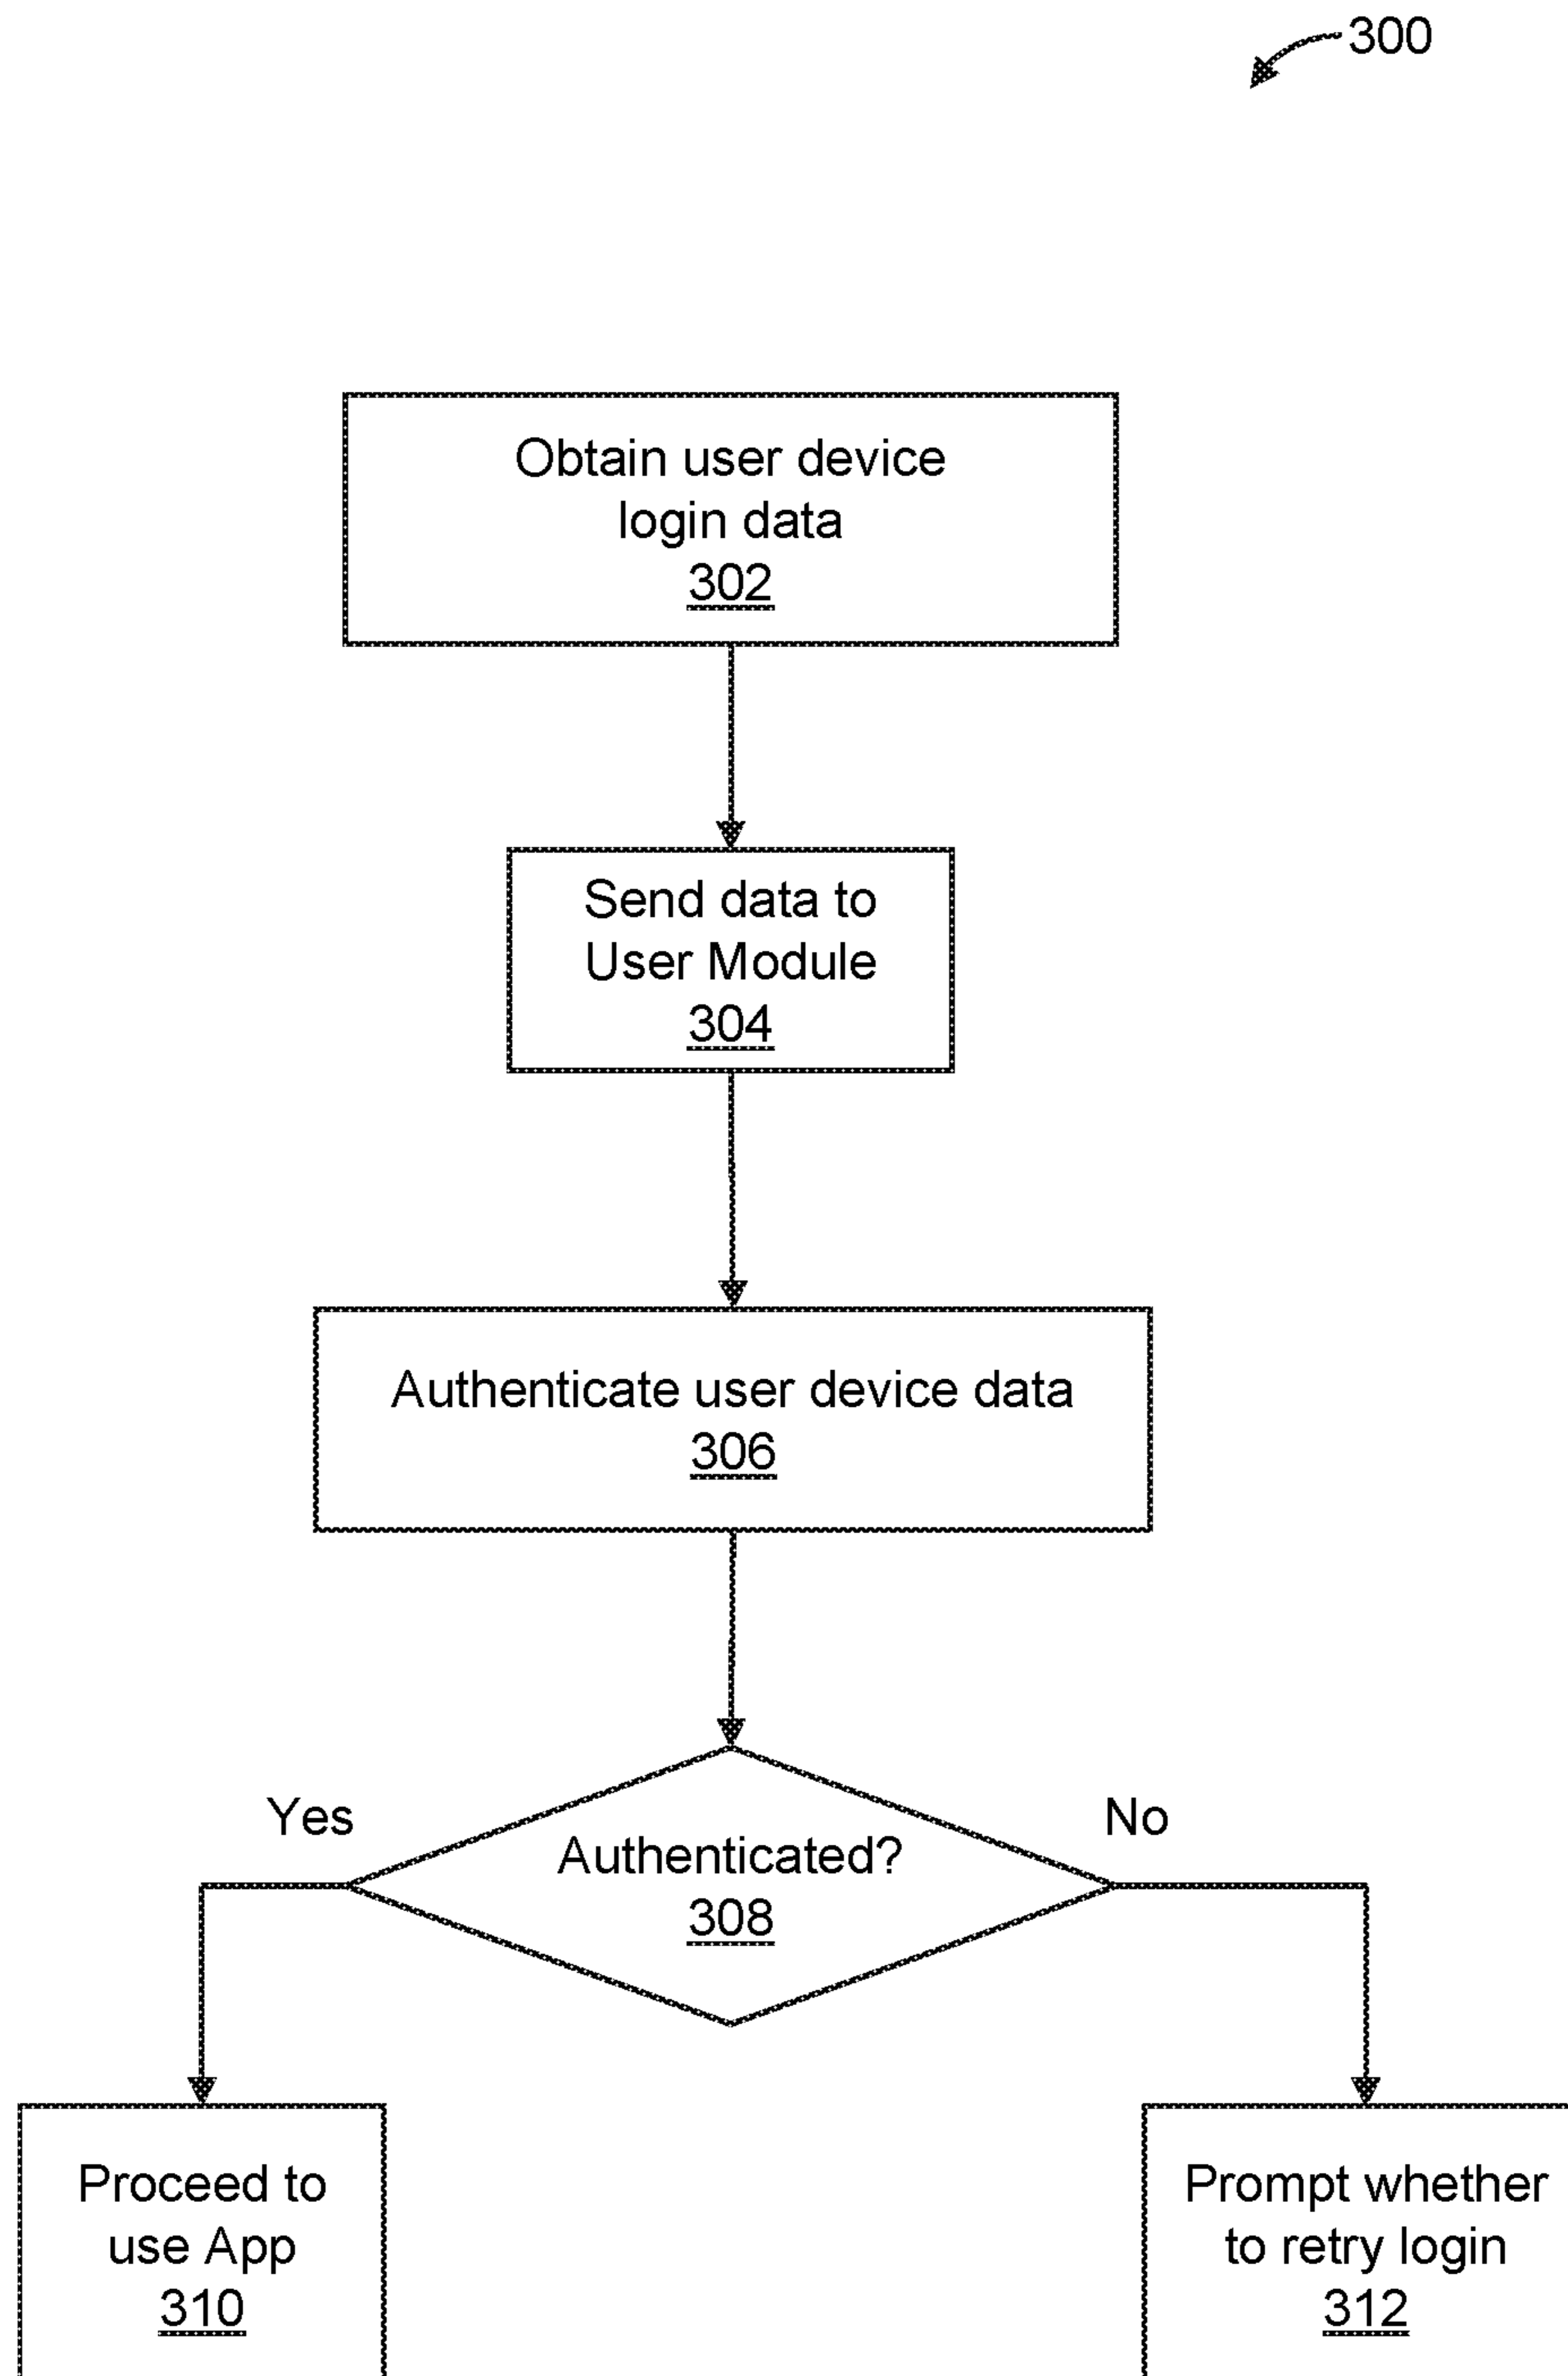 300
Obtain user device
login data
302
Send data to
User Module
304
Authenticate user device data
306
Yes
No
Authenticated?
308
Proceed to
use App
310
Prompt whether
to retry login
312